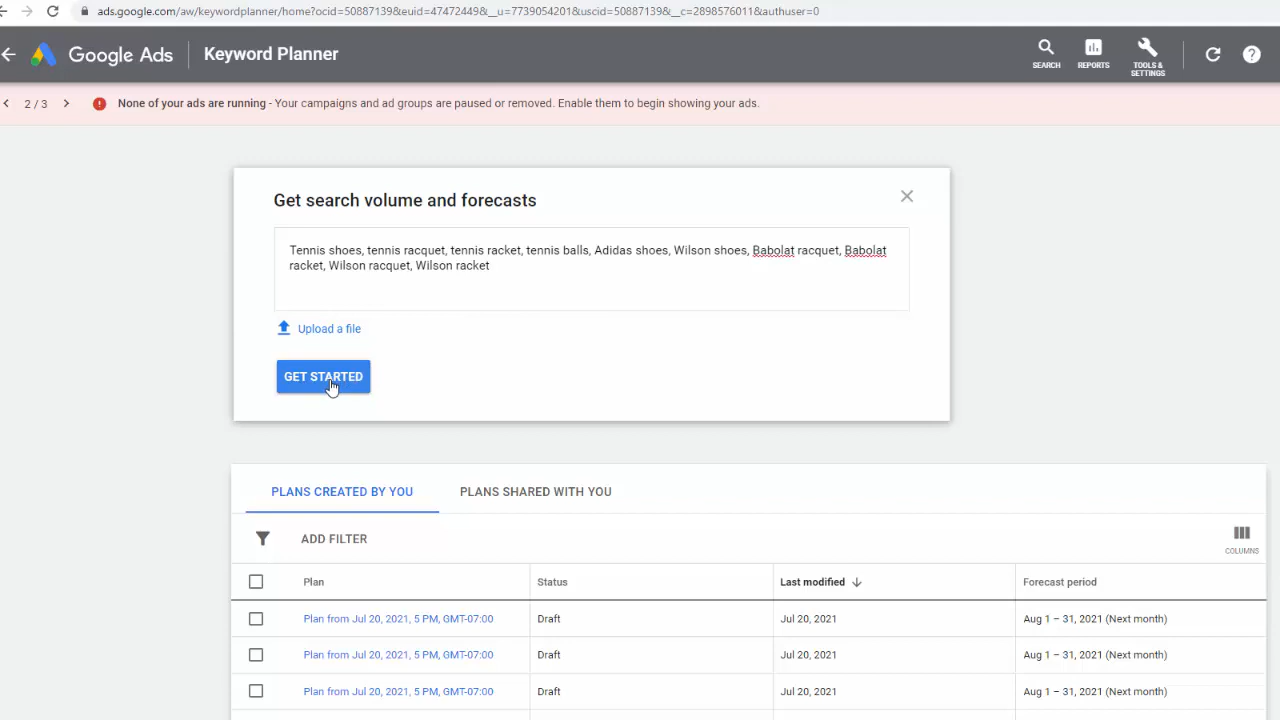 ads.google.com/aw/keywordplanner/home?ocid=50887139&euid=47472449&__u=7739054201&uscid=50887139&__c=2898576011&authuser=0
Google Ads Keyword Planner
SEARCH REPORTS TOOLS & SETTINGS
2 / 3 None of your ads are running - Your campaigns and ad groups are paused or removed. Enable them to begin showing your ads.
Get search volume and forecasts
Tennis shoes, tennis racquet, tennis racket, tennis balls, Adidas shoes, Wilson shoes, Babolat racquet, Babolat
racket, Wilson racquet, Wilson racket
Upload a file
GET STARTED
PLANS CREATED BY YOU PLANS SHARED WITH YOU
ADD FILTER
COLUMNS
Plan Status Last modified Forecast period
Plan from Jul 20, 2021, 5 PM, GMT-07:00 Draft Jul 20, 2021 Aug 1 – 31, 2021 (Next month)
Plan from Jul 20, 2021, 5 PM, GMT-07:00 Draft Jul 20, 2021 Aug 1 – 31, 2021 (Next month)
Plan from Jul 20, 2021, 5 PM, GMT-07:00 Draft Jul 20, 2021 Aug 1 – 31, 2021 (Next month)